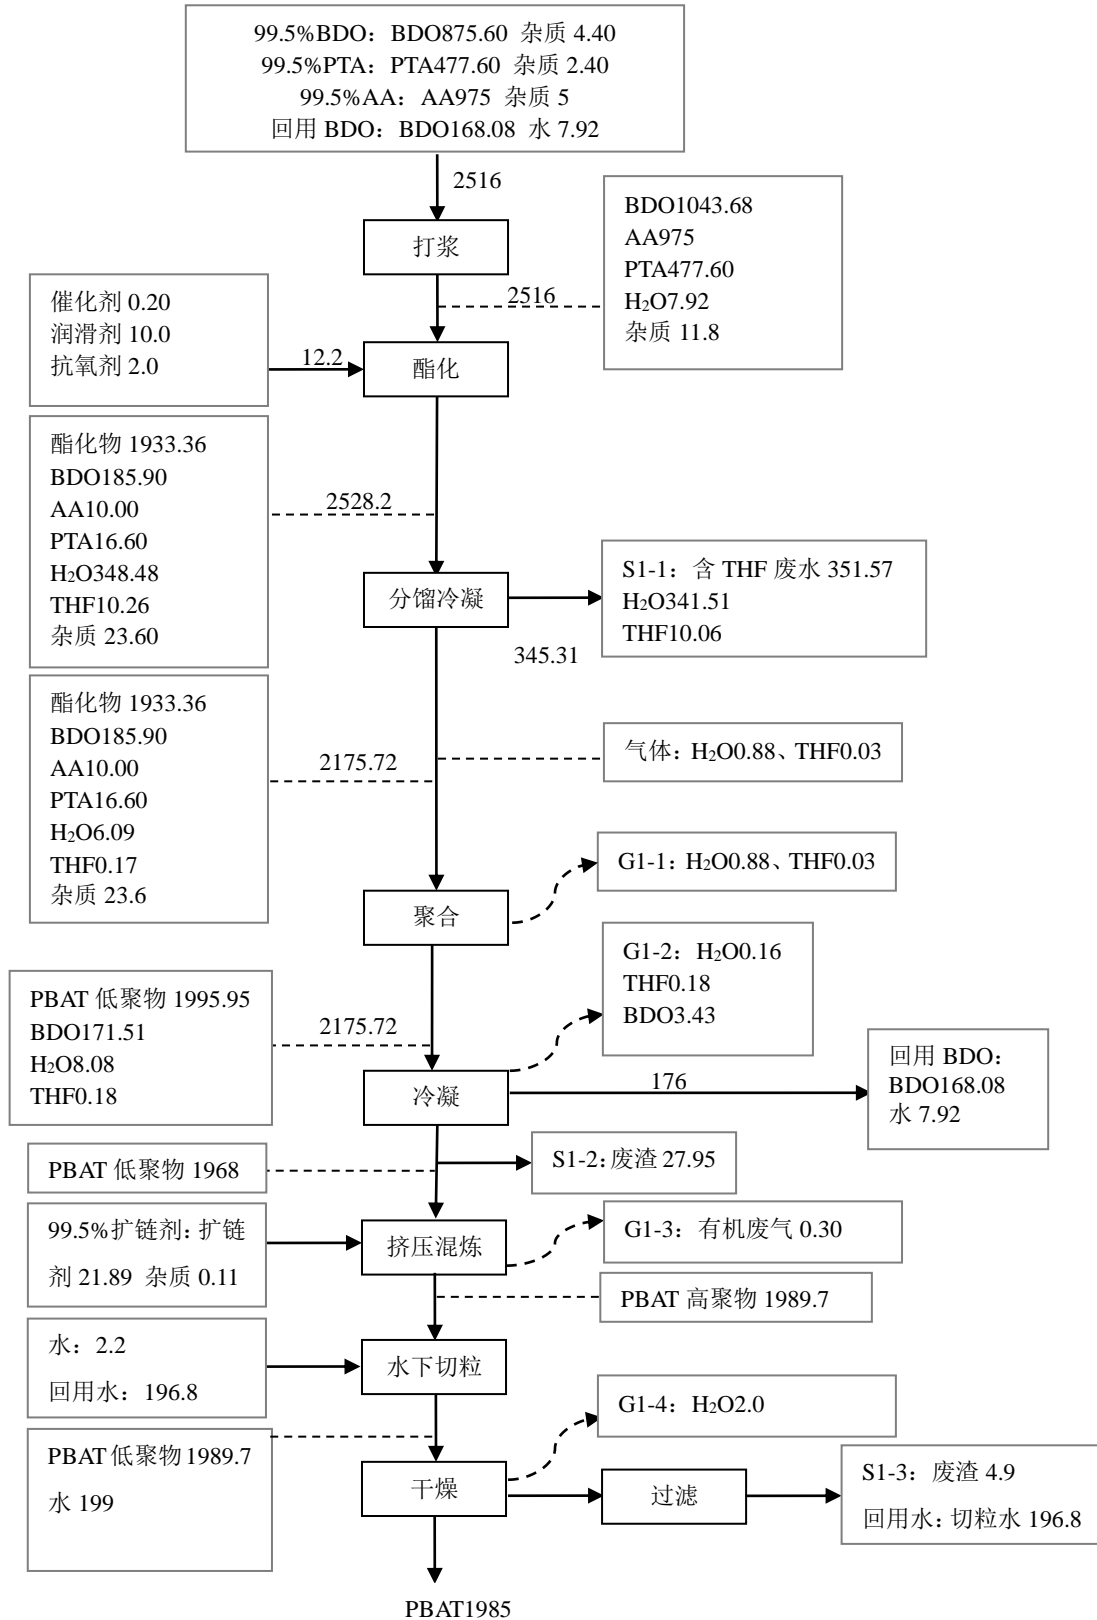 99.5%BDO：BDO875.60 杂质 4.40
99.5%PTA：PTA477.60 杂质 2.40
99.5%AA：AA975 杂质 5
回用 BDO：BDO168.08 水 7.92
2516
打浆
BDO1043.68
AA975
PTA477.60
H₂O7.92
杂质 11.8
2516
催化剂 0.20
润滑剂 10.0
抗氧剂 2.0
12.2
酯化
酯化物 1933.36
BDO185.90
AA10.00
PTA16.60
H₂O348.48
THF10.26
杂质 23.60
2528.2
分馏冷凝
S1-1：含 THF 废水 351.57
H₂O341.51
THF10.06
345.31
酯化物 1933.36
BDO185.90
AA10.00
PTA16.60
H₂O6.09
THF0.17
杂质 23.6
2175.72
气体：H₂O0.88、THF0.03
G1-1：H₂O0.88、THF0.03
聚合
G1-2：H₂O0.16
THF0.18
BDO3.43
PBAT 低聚物 1995.95
BDO171.51
H₂O8.08
THF0.18
2175.72
冷凝
176
回用 BDO：
BDO168.08
水 7.92
PBAT 低聚物 1968
S1-2：废渣 27.95
99.5%扩链剂：扩链
剂 21.89 杂质 0.11
挤压混炼
G1-3：有机废气 0.30
PBAT 高聚物 1989.7
水：2.2
回用水：196.8
水下切粒
G1-4：H₂O2.0
PBAT 低聚物 1989.7
水 199
干燥
过滤
S1-3：废渣 4.9
回用水：切粒水 196.8
PBAT1985